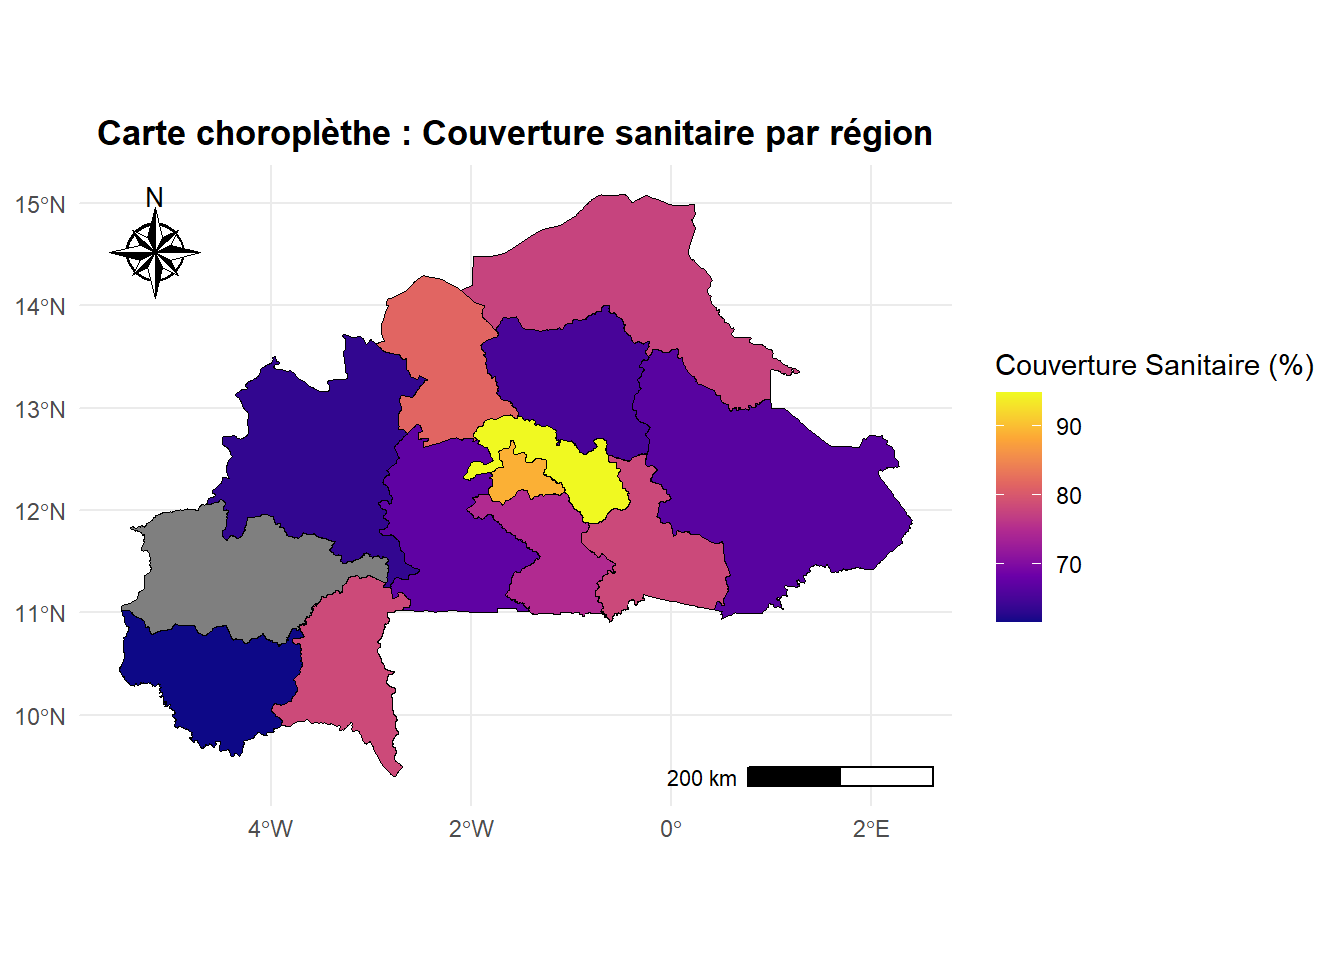 Carte choroplèthe : Couverture sanitaire par région
N
15°N
14°N
13°N
12°N
11°N
10°N
4°W
2°W
0°
2°E
200 km
Couverture Sanitaire (%)
90
80
70